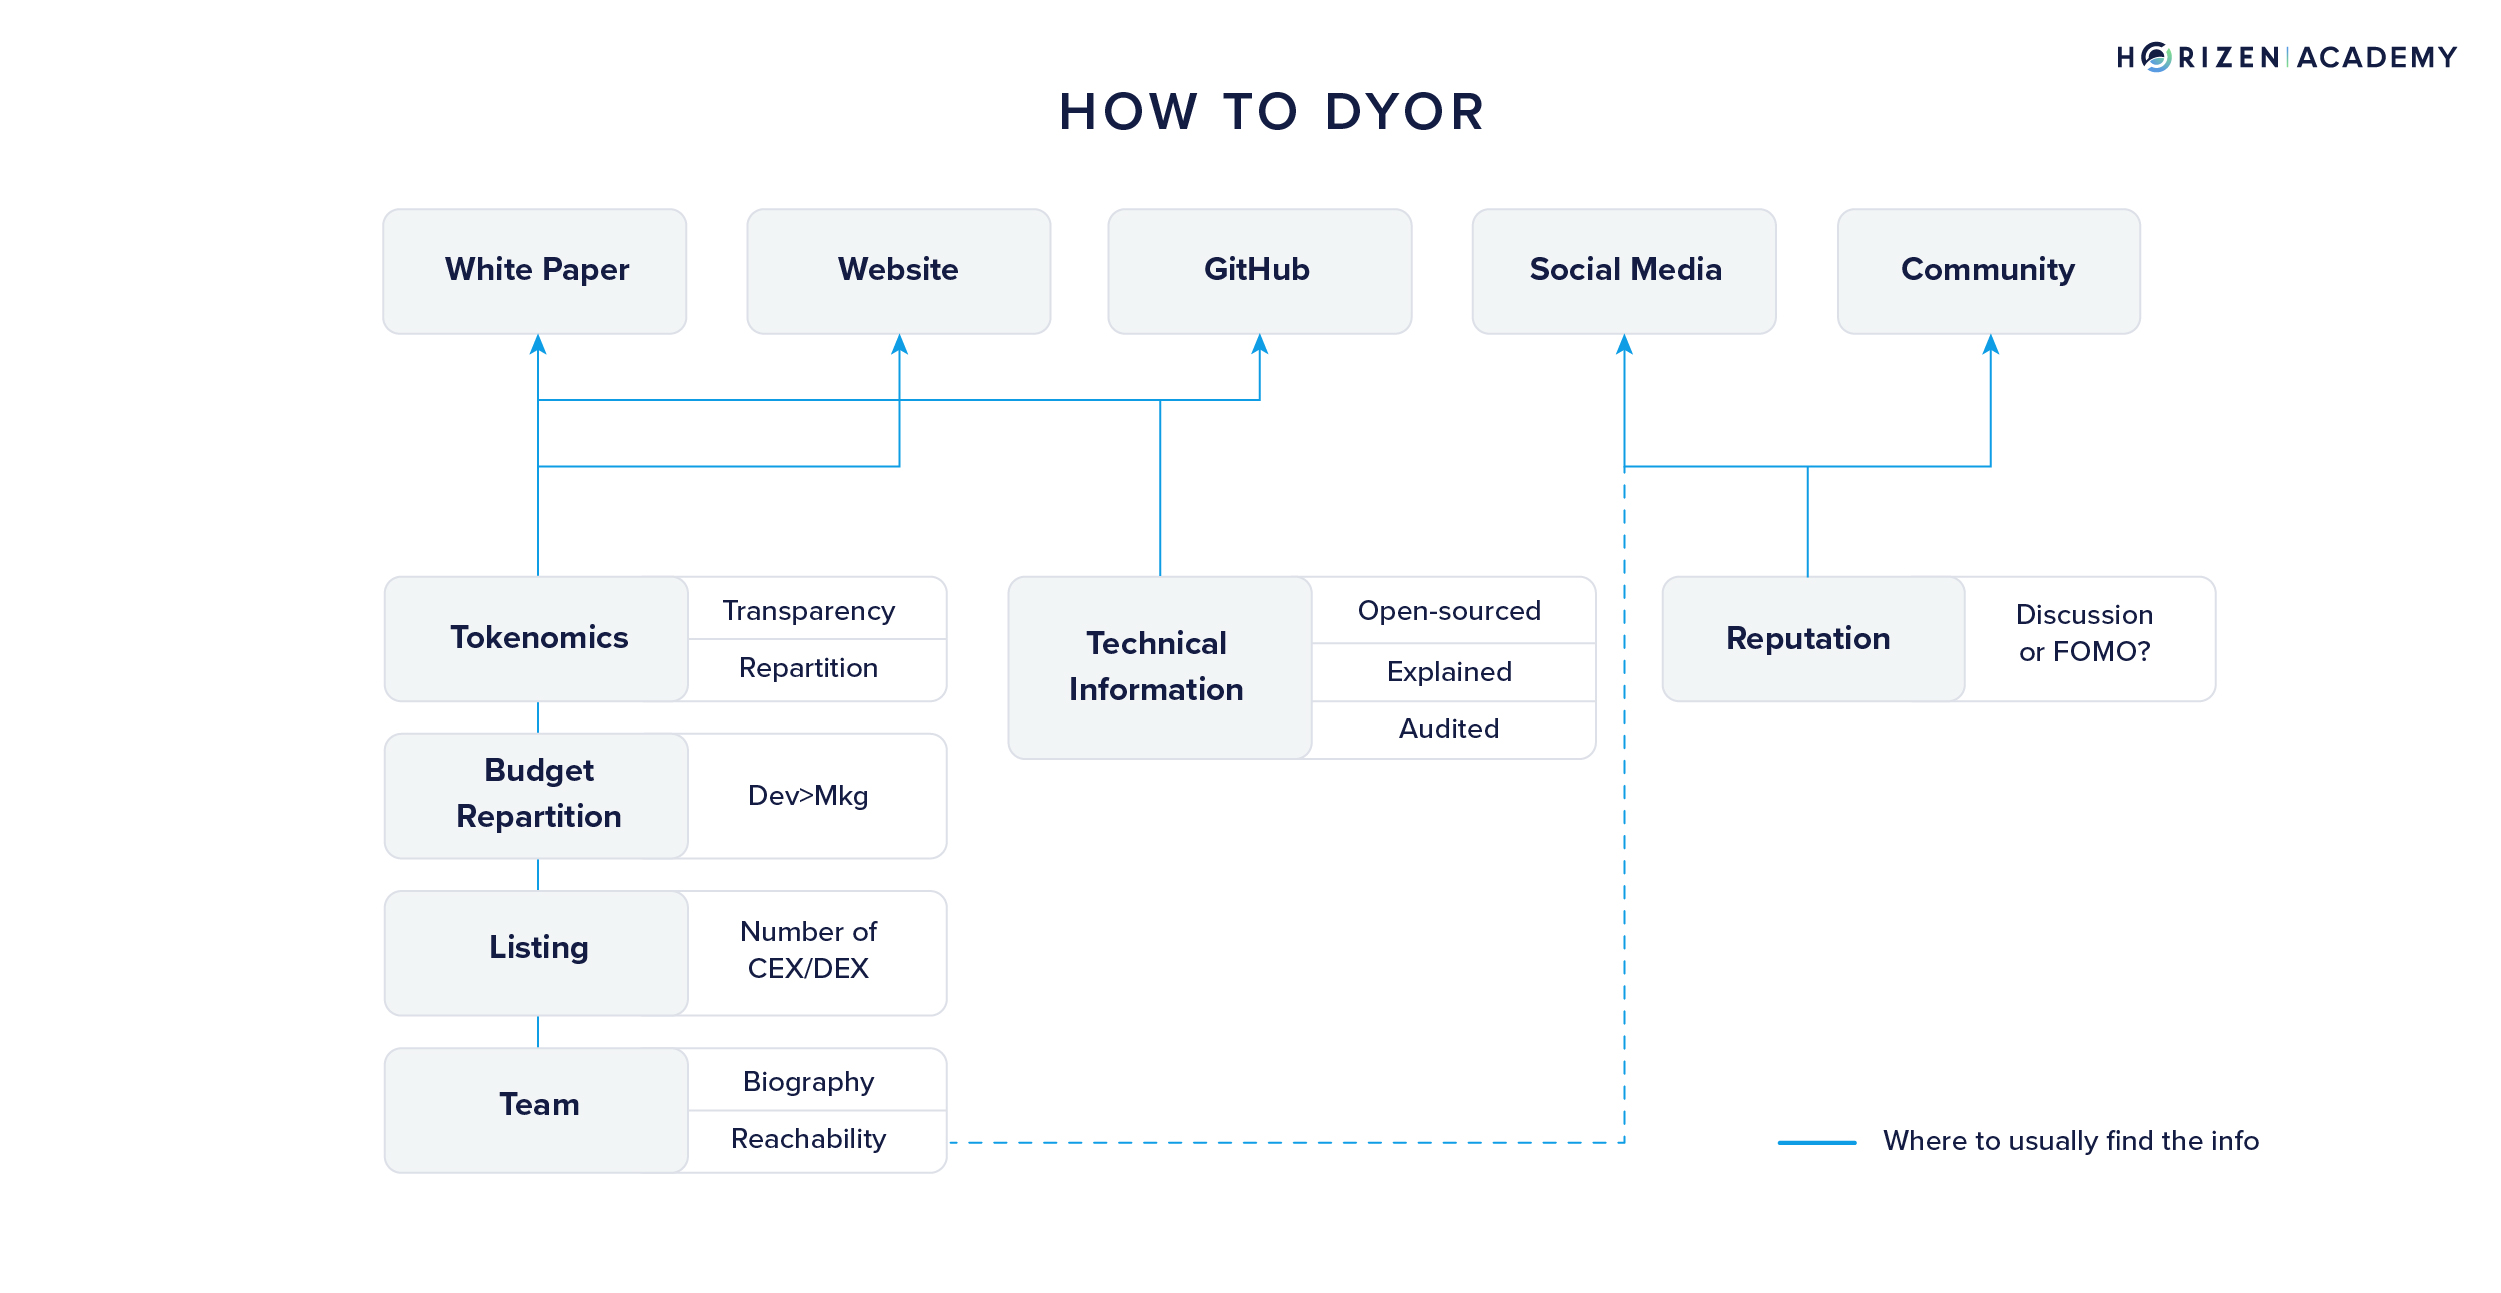 HORIZEN | ACADEMY
HOW TO DYOR
White Paper
Website
GitHub
Social Media
Community
Tokenomics
Transparency
Repartition
Technical
Information
Open-sourced
Explained
Audited
Reputation
Discussion
or FOMO?
Budget
Repartition
Dev>Mkg
Listing
Number of
CEX/DEX
Team
Biography
Reachability
Where to usually find the info